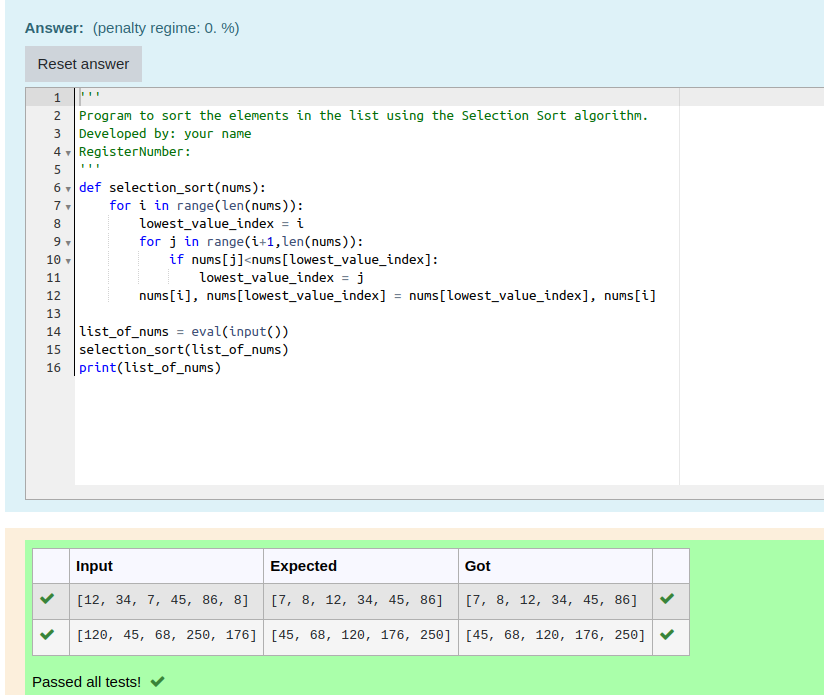 Answer: (penalty regime: 0. %)
Reset answer
1 '''
2 Program to sort the elements in the list using the Selection Sort algorithm.
3 Developed by: your name
4 RegisterNumber:
5 '''
6 def selection_sort(nums):
7     for i in range(len(nums)):
8         lowest_value_index = i
9         for j in range(i+1,len(nums)):
10             if nums[j]<nums[lowest_value_index]:
11                 lowest_value_index = j
12         nums[i], nums[lowest_value_index] = nums[lowest_value_index], nums[i]
13
14 list_of_nums = eval(input())
15 selection_sort(list_of_nums)
16 print(list_of_nums)
Input Expected Got
[12, 34, 7, 45, 86, 8] [7, 8, 12, 34, 45, 86] [7, 8, 12, 34, 45, 86]
[120, 45, 68, 250, 176] [45, 68, 120, 176, 250] [45, 68, 120, 176, 250]
Passed all tests!